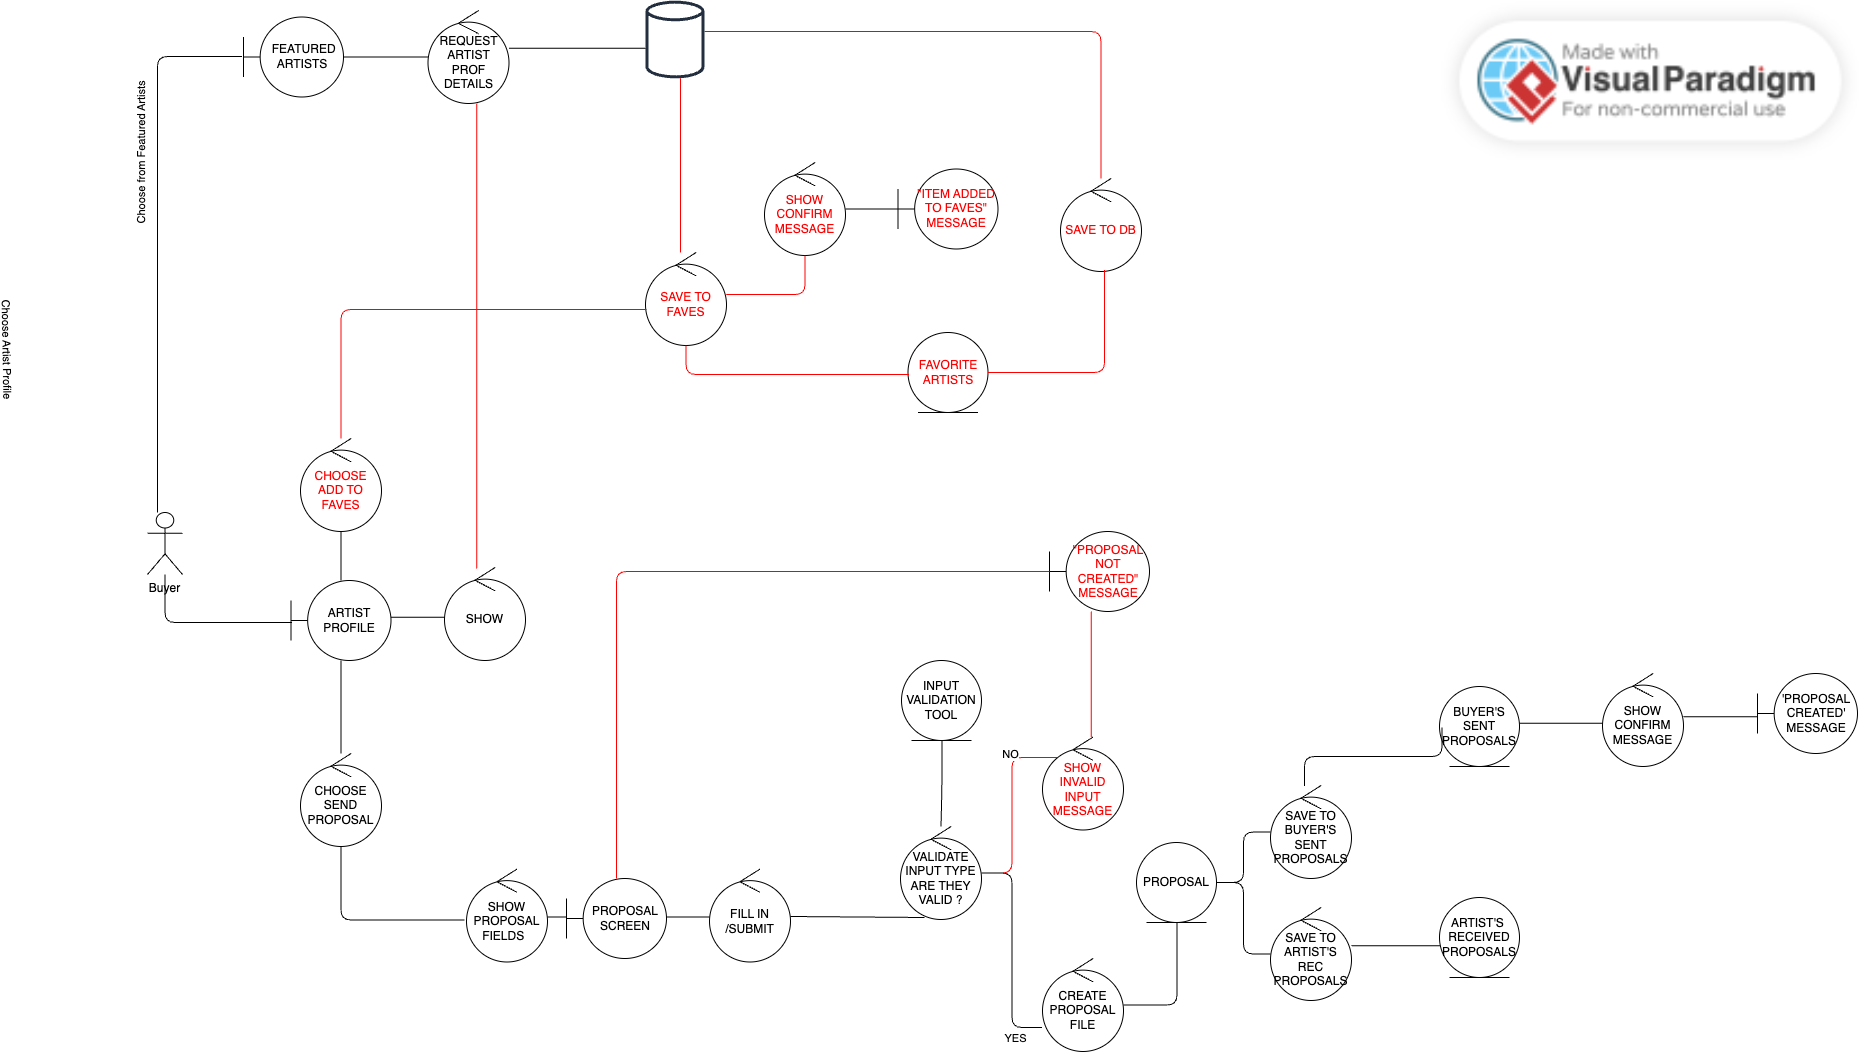 FEATURED
ARTISTS
REQUEST
ARTIST
PROF
DETAILS
Made with
Visual Paradigm
For non-commercial use
Choose from Featured Artists
SHOW
CONFIRM
MESSAGE
"ITEM ADDED
TO FAVES"
MESSAGE
SAVE TO DB
SAVE TO
FAVES
Choose Artist Profile
FAVORITE
ARTISTS
CHOOSE
ADD TO
FAVES
Buyer
ARTIST
PROFILE
SHOW
"PROPOSAL
NOT
CREATED"
MESSAGE
INPUT
VALIDATION
TOOL
NO
SHOW
INVALID
INPUT
MESSAGE
BUYER'S
SENT
PROPOSALS
SHOW
CONFIRM
MESSAGE
'PROPOSAL
CREATED'
MESSAGE
CHOOSE
SEND
PROPOSAL
SAVE TO
BUYER'S
SENT
PROPOSALS
VALIDATE
INPUT TYPE
ARE THEY
VALID ?
PROPOSAL
SHOW
PROPOSAL
FIELDS
PROPOSAL
SCREEN
FILL IN
/SUBMIT
SAVE TO
ARTIST'S
REC
PROPOSALS
ARTIST'S
RECEIVED
PROPOSALS
CREATE
PROPOSAL
FILE
YES